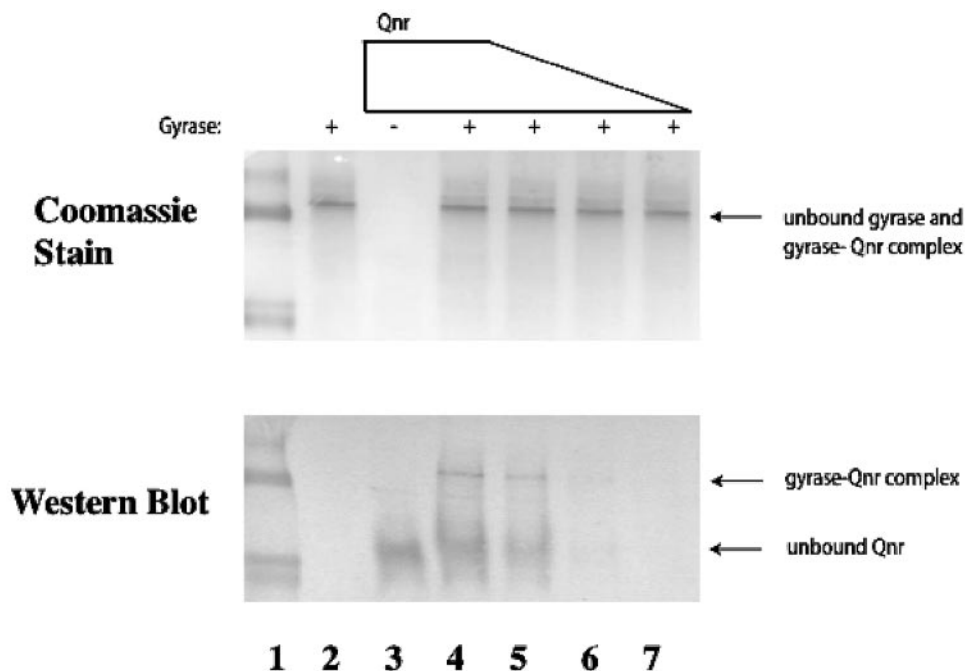 Qnr
Gyrase: + - + + + +
Coomassie
Stain
unbound gyrase and
gyrase- Qnr complex
Western Blot
gyrase-Qnr complex
unbound Qnr
1 2 3 4 5 6 7